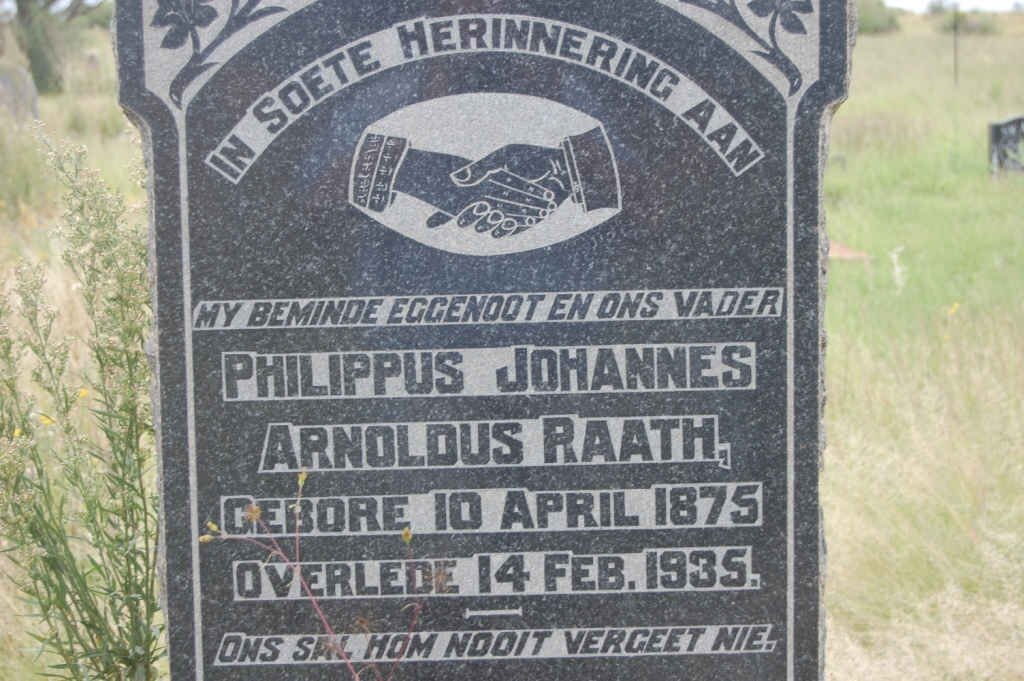 IN SOETE HERINNERING AAN
MY BEMINDE EGGENOOT EN ONS VADER
PHILIPPUS JOHANNES
ARNOLDUS RAATH,
GEBORE 10 APRIL 1875
OVERLEDE 14 FEB. 1935.
ONS SAL HOM NOOIT VERGEET NIE.